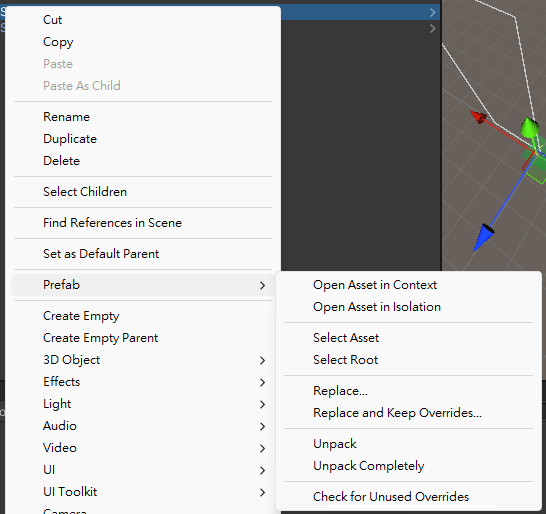 Cut
Copy
Paste
Paste As Child
Rename
Duplicate
Delete
Select Children
Find References in Scene
Set as Default Parent
Prefab
Create Empty
Create Empty Parent
3D Object
Effects
Light
Audio
Video
UI
UI Toolkit
Camera
Open Asset in Context
Open Asset in Isolation
Select Asset
Select Root
Replace...
Replace and Keep Overrides...
Unpack
Unpack Completely
Check for Unused Overrides